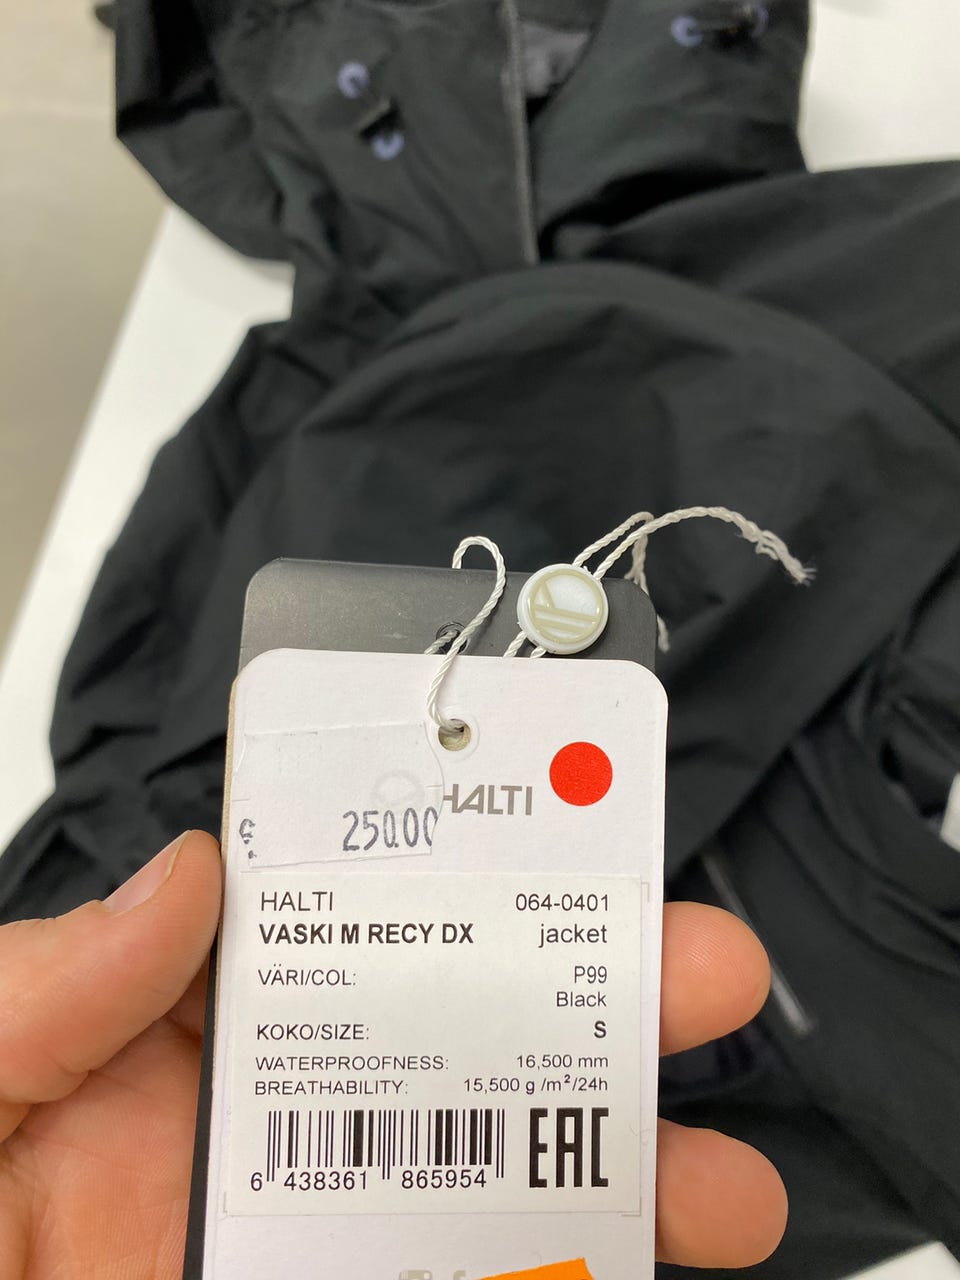 HALTI
€ 250.00
HALTI 064-0401
VASKI M RECY DX jacket
VÄRI/COL: P99
Black
KOKO/SIZE: S
WATERPROOFNESS: 16,500 mm
BREATHABILITY: 15,500 g /m²/24h
EAC
6 438361 865954